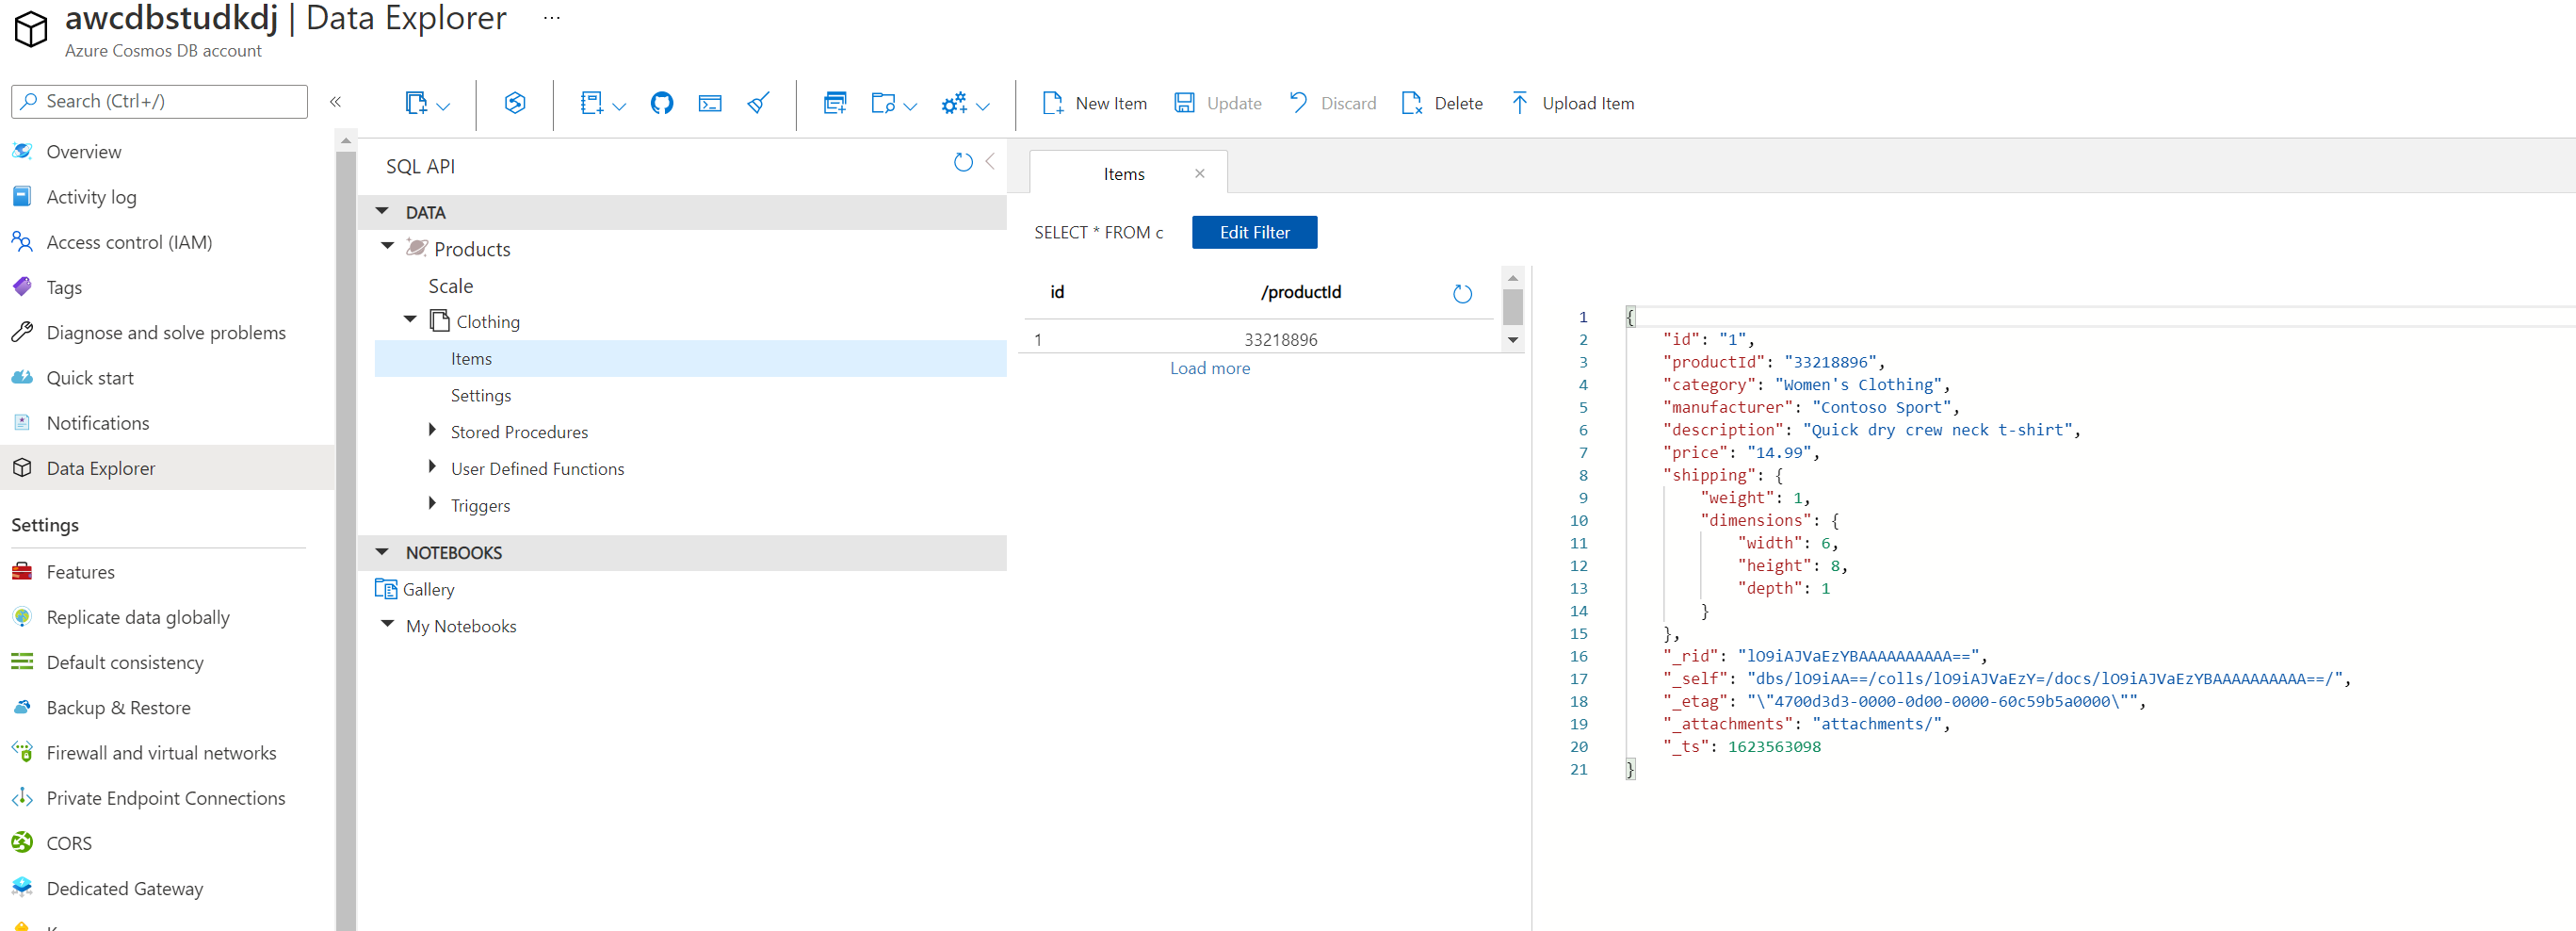 awcdbstudkdj | Data Explorer ...
Azure Cosmos DB account
Search (Ctrl+/)
«
Overview
Activity log
Access control (IAM)
Tags
Diagnose and solve problems
Quick start
Notifications
Data Explorer
Settings
Features
Replicate data globally
Default consistency
Backup & Restore
Firewall and virtual networks
Private Endpoint Connections
CORS
Dedicated Gateway
New Item
Update
Discard
Delete
Upload Item
SQL API
DATA
Products
Scale
Clothing
Items
Settings
Stored Procedures
User Defined Functions
Triggers
NOTEBOOKS
Gallery
My Notebooks
Items
SELECT * FROM c
Edit Filter
id /productId
1 33218896
Load more
1 {
2 "id": "1",
3 "productId": "33218896",
4 "category": "Women's Clothing",
5 "manufacturer": "Contoso Sport",
6 "description": "Quick dry crew neck t-shirt",
7 "price": "14.99",
8 "shipping": {
9 "weight": 1,
10 "dimensions": {
11 "width": 6,
12 "height": 8,
13 "depth": 1
14 }
15 },
16 "_rid": "lO9iAJVaEzYBAAAAAAAAAA==",
17 "_self": "dbs/lO9iAA==/colls/lO9iAJVaEzY=/docs/lO9iAJVaEzYBAAAAAAAAAA==/",
18 "_etag": "\"4700d3d3-0000-0d00-0000-60c59b5a0000\"",
19 "_attachments": "attachments/",
20 "_ts": 1623563098
21 }